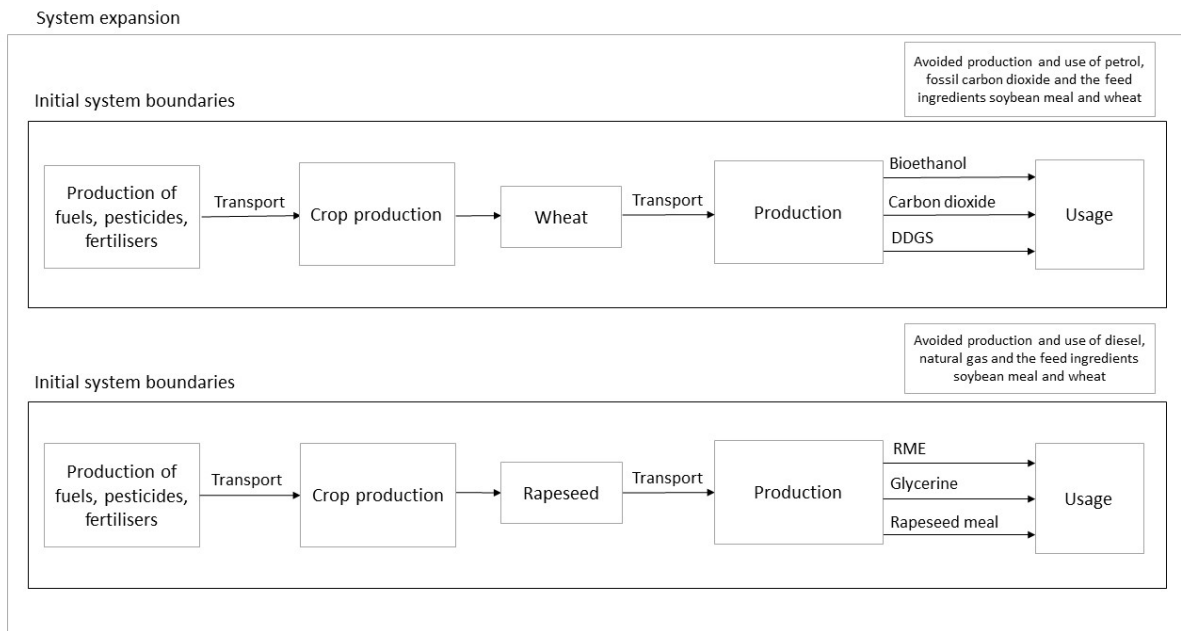 System expansion
Avoided production and use of petrol,
fossil carbon dioxide and the feed
ingredients soybean meal and wheat
Initial system boundaries
Production of
fuels, pesticides,
fertilisers
Transport
Crop production
Wheat
Transport
Production
Bioethanol
Carbon dioxide
DDGS
Usage
Avoided production and use of diesel,
natural gas and the feed ingredients
soybean meal and wheat
Initial system boundaries
Production of
fuels, pesticides,
fertilisers
Transport
Crop production
Rapeseed
Transport
Production
RME
Glycerine
Rapeseed meal
Usage